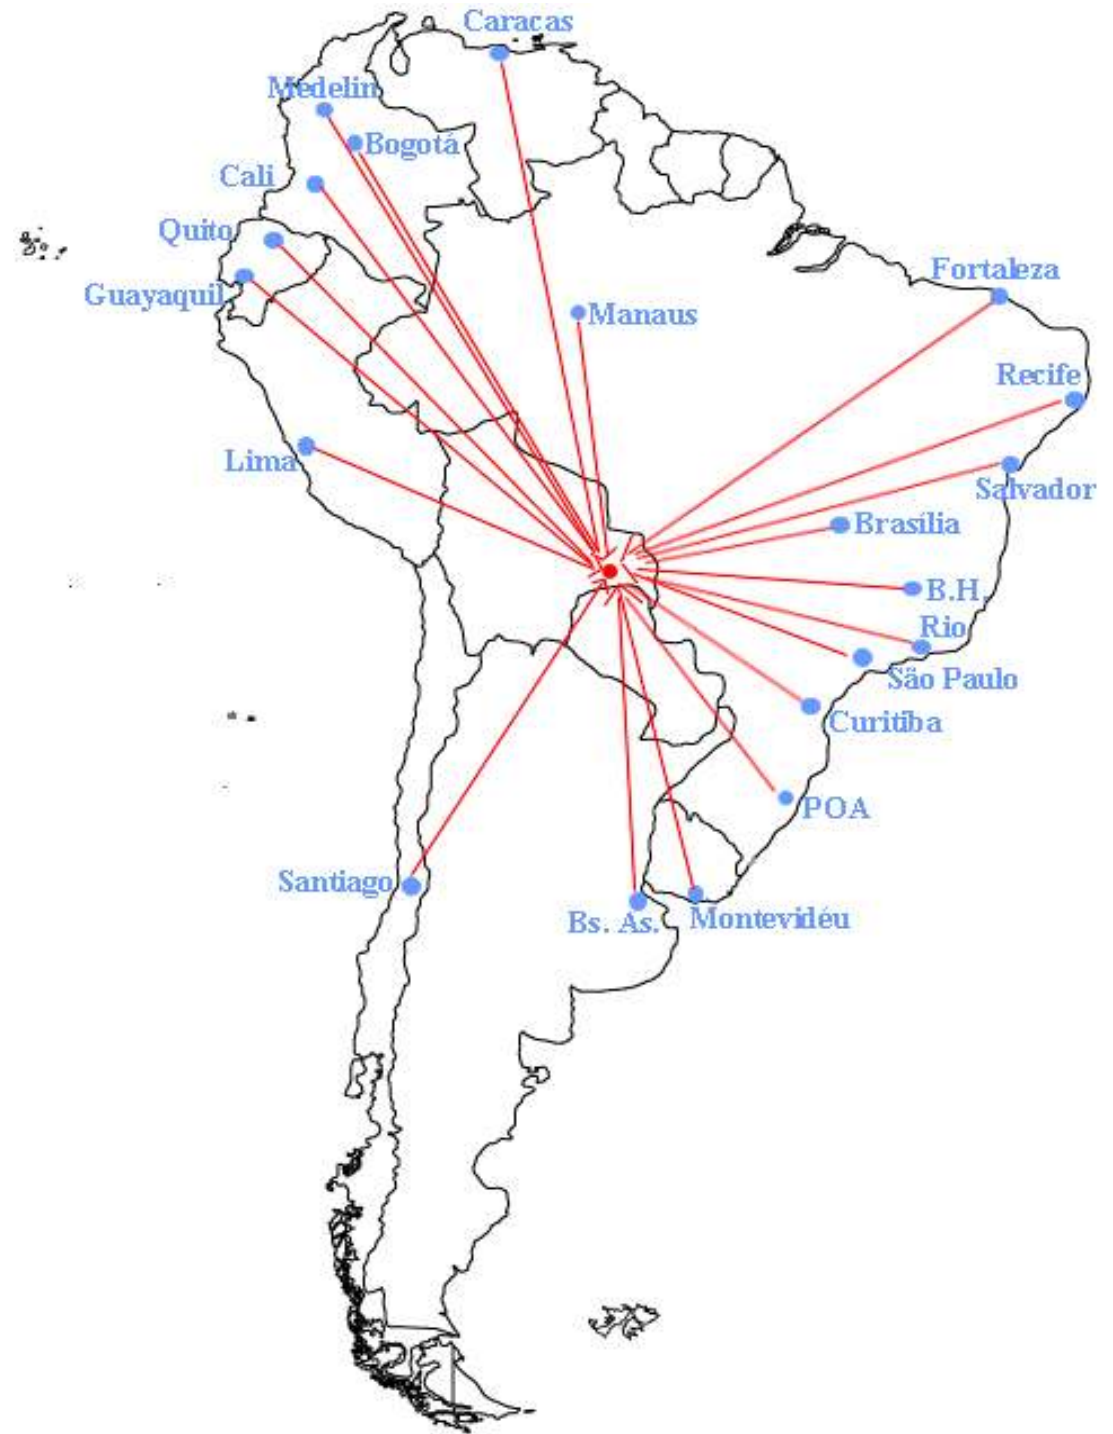 Caracas
Medelin
Bogotá
Cali
Quito
Guayaquil
Fortaleza
Manaus
Recife
Lima
Salvador
Brasília
B.H.
Rio
São Paulo
Curitiba
POA
Santiago
Bs. As.
Montevidéu